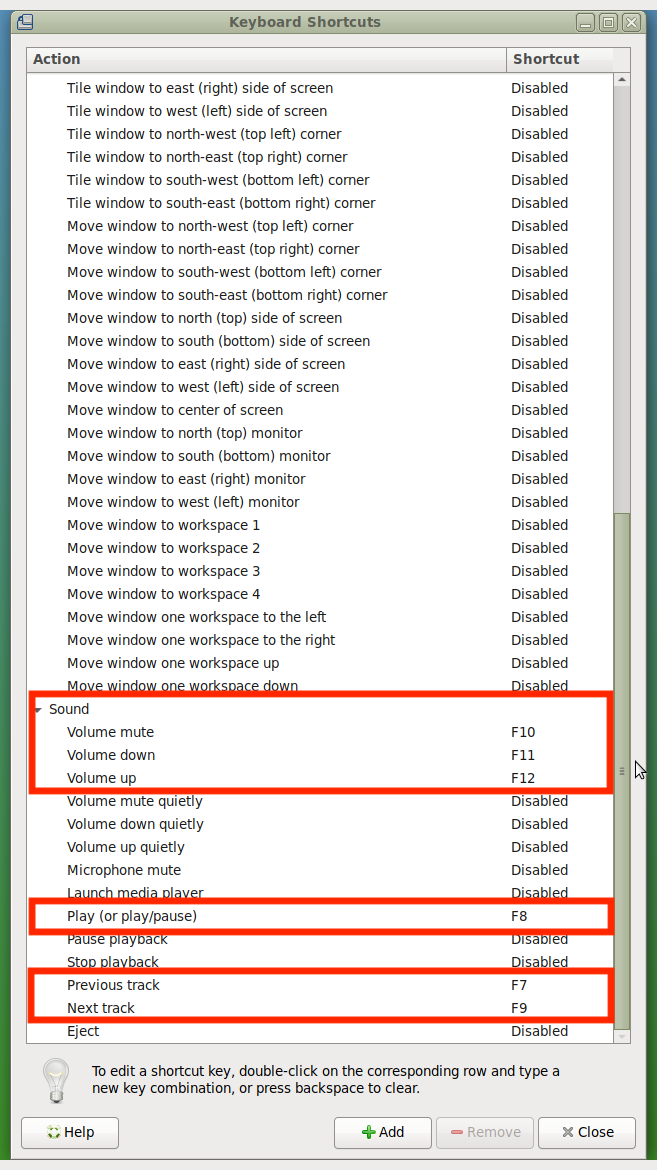 Keyboard Shortcuts
Action Shortcut
Tile window to east (right) side of screen Disabled
Tile window to west (left) side of screen Disabled
Tile window to north-west (top left) corner Disabled
Tile window to north-east (top right) corner Disabled
Tile window to south-west (bottom left) corner Disabled
Tile window to south-east (bottom right) corner Disabled
Move window to north-west (top left) corner Disabled
Move window to north-east (top right) corner Disabled
Move window to south-west (bottom left) corner Disabled
Move window to south-east (bottom right) corner Disabled
Move window to north (top) side of screen Disabled
Move window to south (bottom) side of screen Disabled
Move window to east (right) side of screen Disabled
Move window to west (left) side of screen Disabled
Move window to center of screen Disabled
Move window to north (top) monitor Disabled
Move window to south (bottom) monitor Disabled
Move window to east (right) monitor Disabled
Move window to west (left) monitor Disabled
Move window to workspace 1 Disabled
Move window to workspace 2 Disabled
Move window to workspace 3 Disabled
Move window to workspace 4 Disabled
Move window one workspace to the left Disabled
Move window one workspace to the right Disabled
Move window one workspace up Disabled
Move window one workspace down Disabled
Sound
Volume mute F10
Volume down F11
Volume up F12
Volume mute quietly Disabled
Volume down quietly Disabled
Volume up quietly Disabled
Microphone mute Disabled
Launch media player Disabled
Play (or play/pause) F8
Pause playback Disabled
Stop playback Disabled
Previous track F7
Next track F9
Eject Disabled
To edit a shortcut key, double-click on the corresponding row and type a
new key combination, or press backspace to clear.
Help Add Remove Close